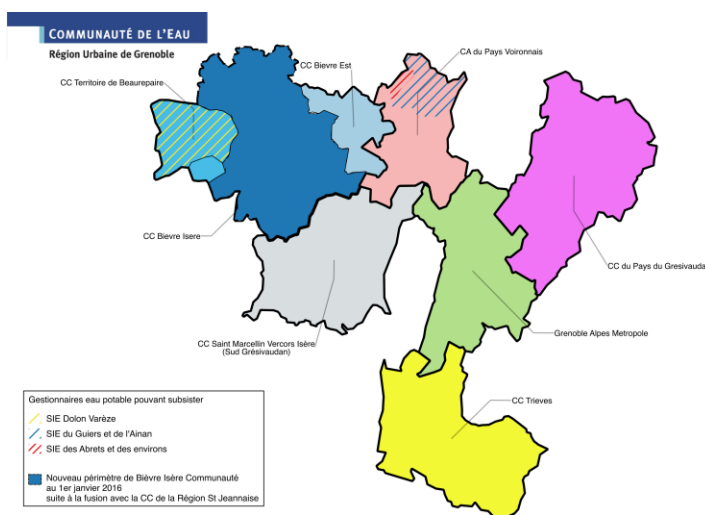 COMMUNAUTÉ DE L'EAU
Région Urbaine de Grenoble
CA du Pays Voironnais
CC Bievre Est
CC Territoire de Beaurepaire
CC Bievre Isere
CC du Pays du Gresivauda
Grenoble Alpes Metropole
CC Saint Marcellin Vercors Isère
(Sud Grésivaudan)
CC Trieves
Gestionnaires eau potable pouvant subsister
SIE Dolon Varèze
SIE du Guiers et de l'Ainan
SIE des Abrets et des environs
Nouveau périmètre de Bièvre Isère Communauté
au 1er janvier 2016
suite à la fusion avec la CC de la Région St Jeannaise